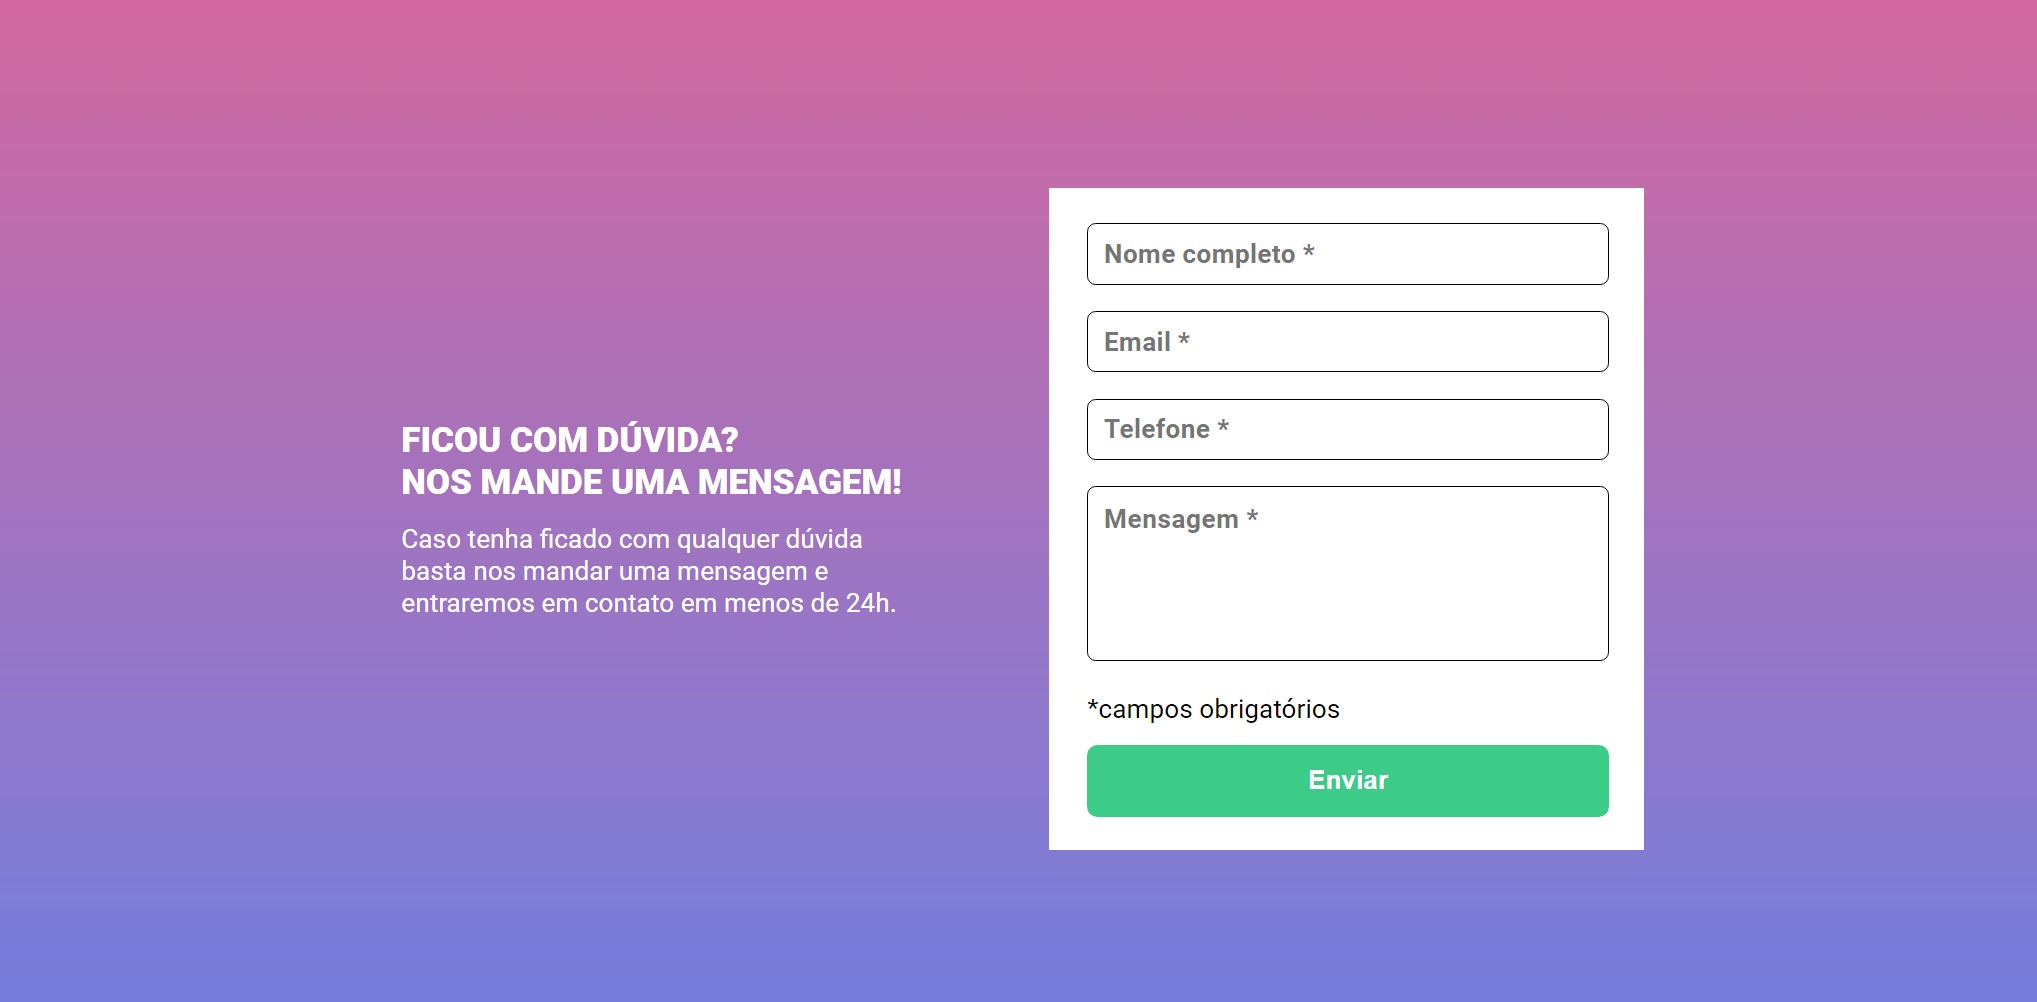 FICOU COM DÚVIDA?
NOS MANDE UMA MENSAGEM!
Caso tenha ficado com qualquer dúvida
basta nos mandar uma mensagem e
entraremos em contato em menos de 24h.
Nome completo *
Email *
Telefone *
Mensagem *
*campos obrigatórios
Enviar